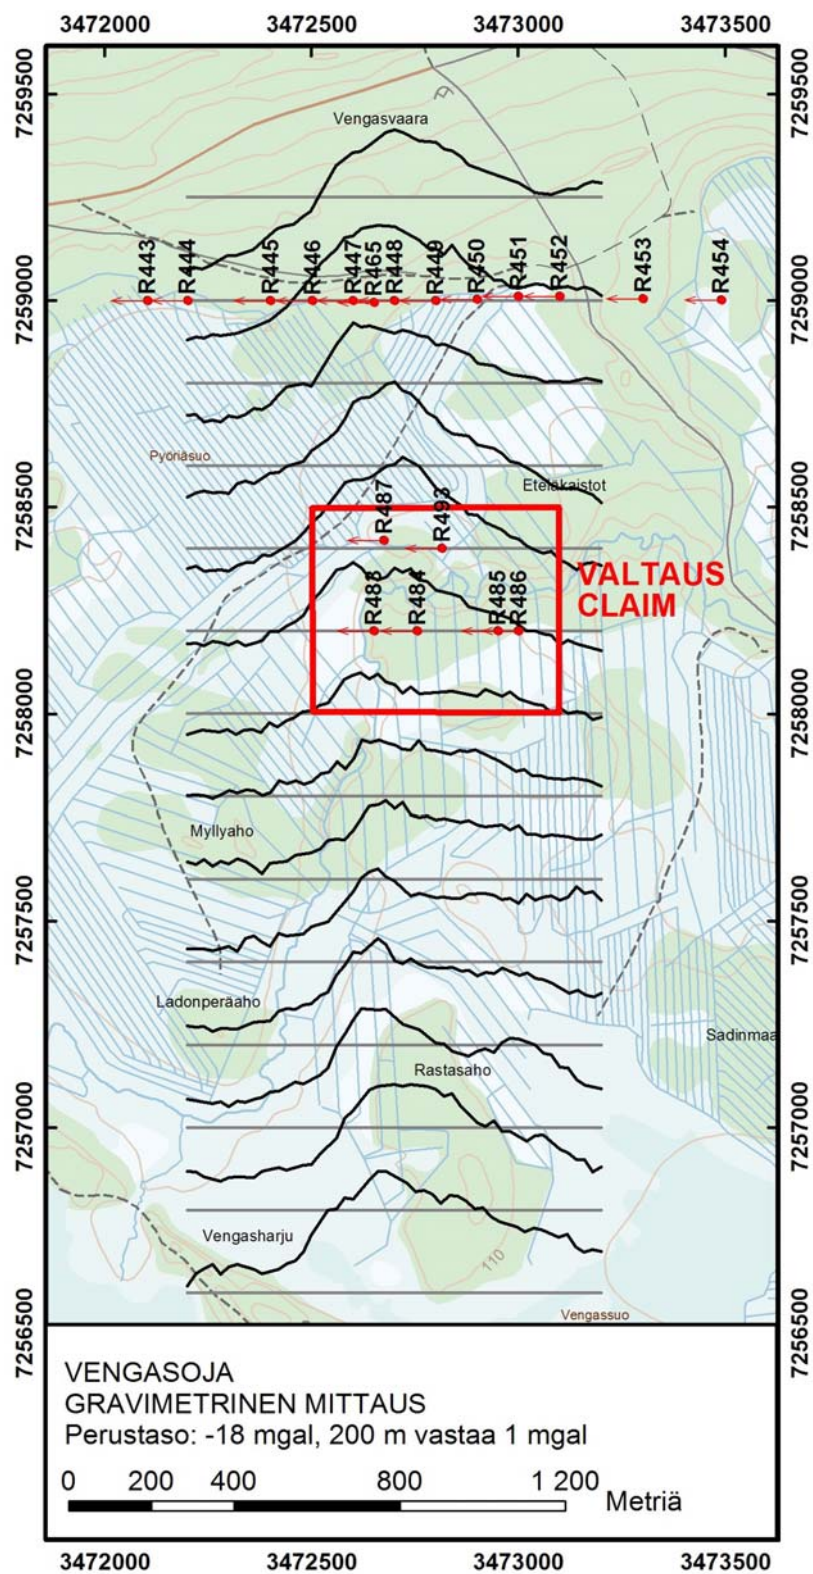 3472000 3472500 3473000 3473500
7259500
7259500
Vengasvaara
R443
R444
R445
R446
R447
R465
R448
R449
R450
R451
R452
R453
R454
7259000
7259000
Pyöriäsuo
Eteläkaistot
7258500
7258500
R487
R493
VALTAUS
CLAIM
R483
R484
R485
R486
7258000
7258000
Myllyaho
7257500
7257500
Ladonperäaho
Sadinmaa
Rastasaho
7257000
7257000
Vengasharju
110
Vengassuo
7256500
7256500
VENGASOJA
GRAVIMETRINEN MITTAUS
Perustaso: -18 mgal, 200 m vastaa 1 mgal
0 200 400 800 1 200
Metriä
3472000 3472500 3473000 3473500